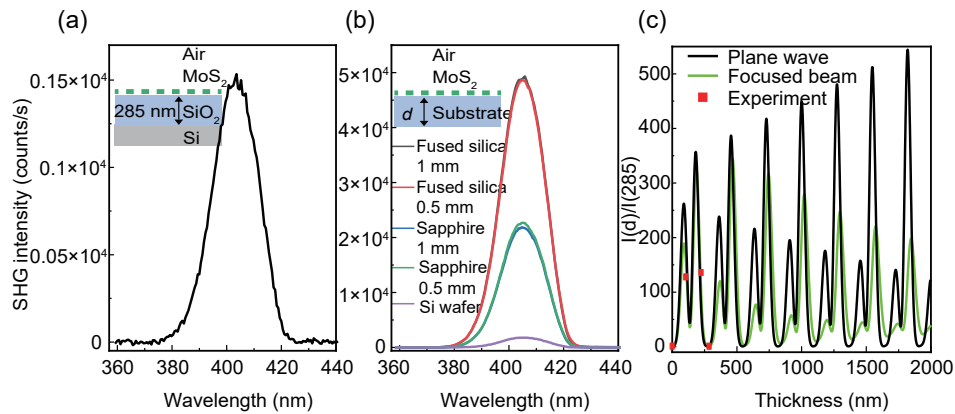 (a)
Air
MoS2
285 nm
SiO2
Si
0.15×10⁴
0.1×10⁴
0.05×10⁴
0
SHG intensity (counts/s)
360 380 400 420 440
Wavelength (nm)
(b)
Air
MoS2
d Substrate
Fused silica
1 mm
Fused silica
0.5 mm
Sapphire
1 mm
Sapphire
0.5 mm
Si wafer
5×10⁴
4×10⁴
3×10⁴
2×10⁴
1×10⁴
0
360 380 400 420 440
Wavelength (nm)
(c)
Plane wave
Focused beam
Experiment
500
400
300
200
100
0
I(d)/I(285)
0 500 1000 1500 2000
Thickness (nm)